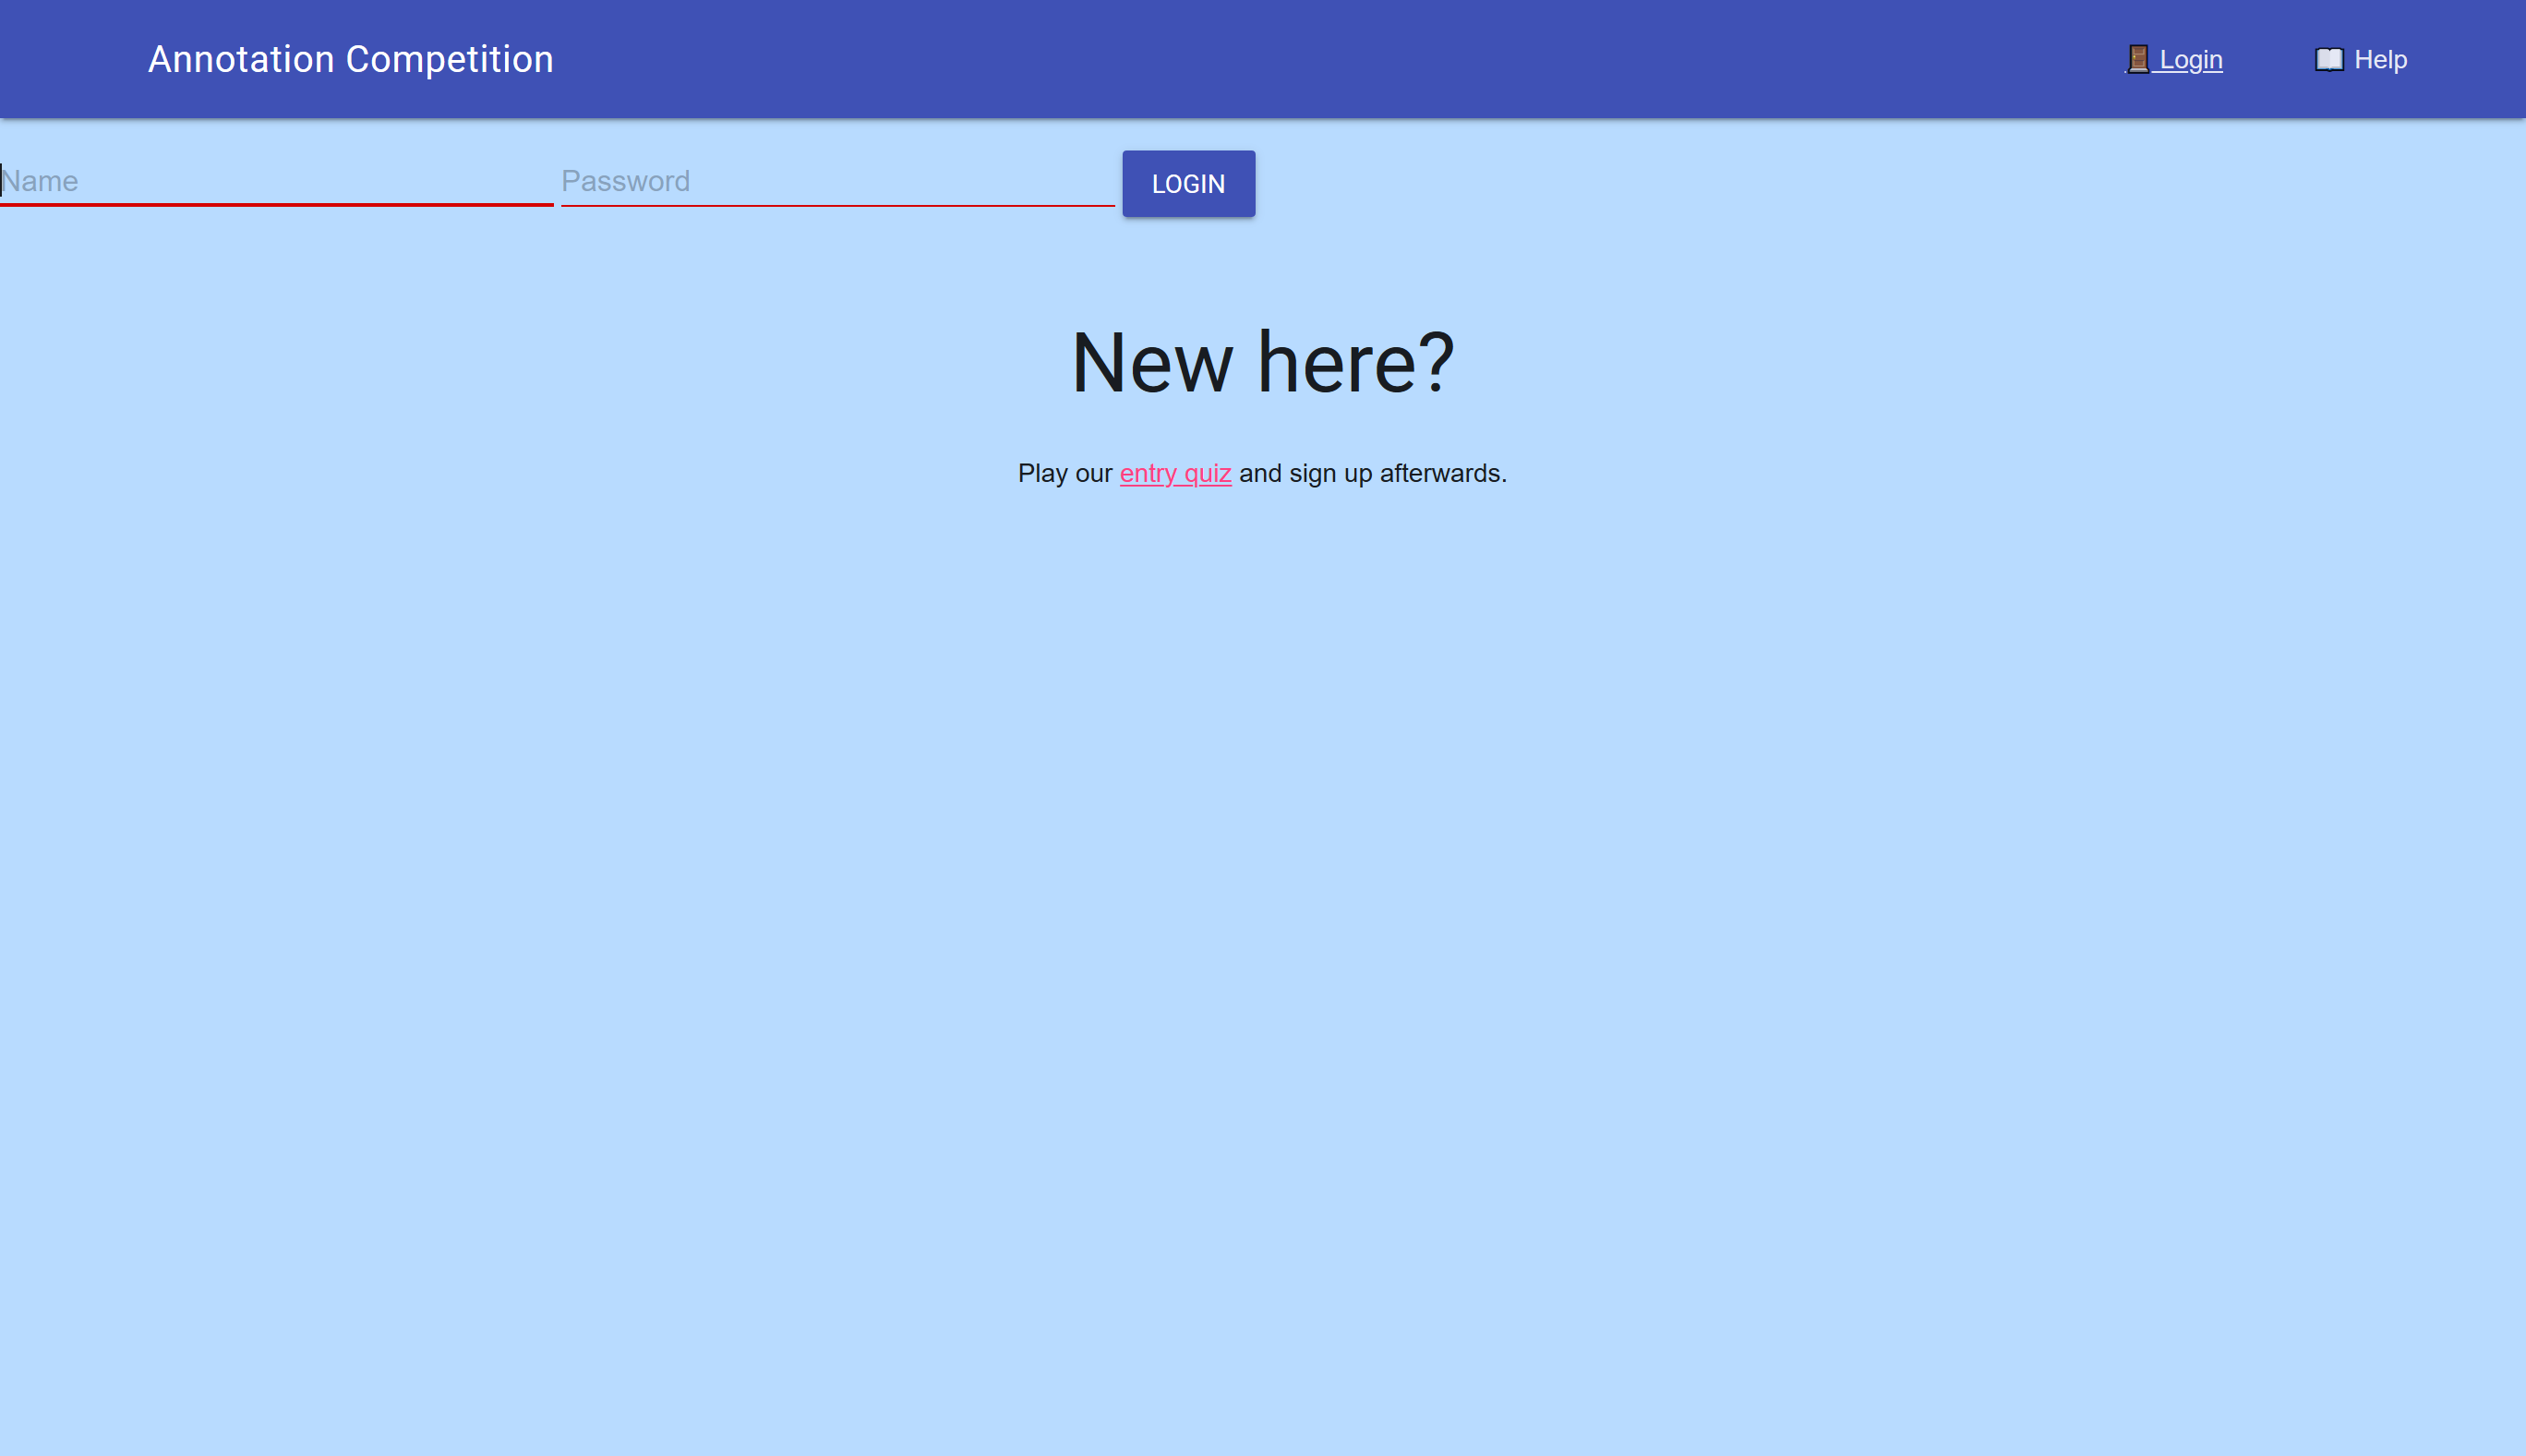 Annotation Competition
Login
Help
Name
Password
LOGIN
New here?
Play our entry quiz and sign up afterwards.